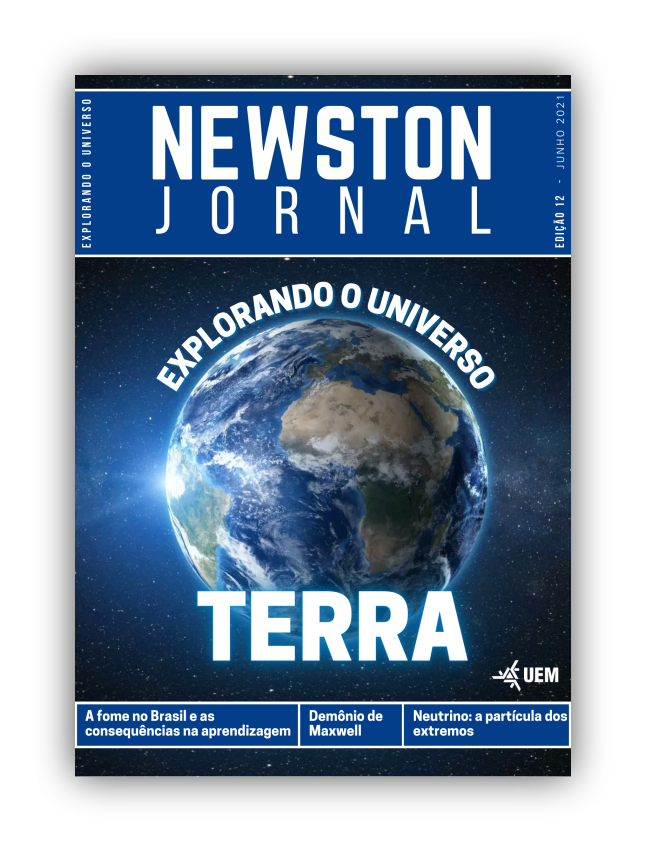 NEWSTON
JORNAL
EXPLORANDO O UNIVERSO
EDIÇÃO 12 - JUNHO 2021
EXPLORANDO O UNIVERSO
TERRA
UEM
A fome no Brasil e as
consequências na aprendizagem
Demônio de
Maxwell
Neutrino: a partícula dos
extremos